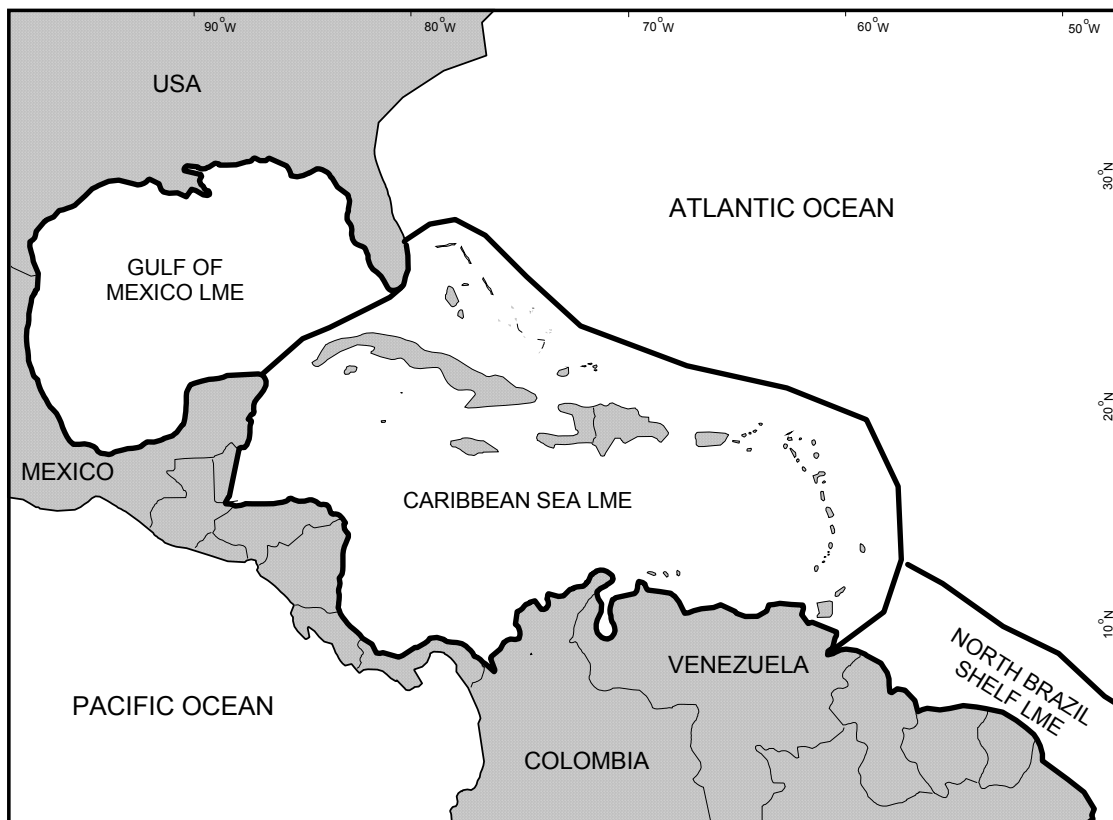 90°W
80°W
70°W
60°W
50°W
USA
30°N
ATLANTIC OCEAN
GULF OF
MEXICO LME
20°N
MEXICO
CARIBBEAN SEA LME
10°N
VENEZUELA
NORTH BRAZIL
SHELF LME
PACIFIC OCEAN
COLOMBIA